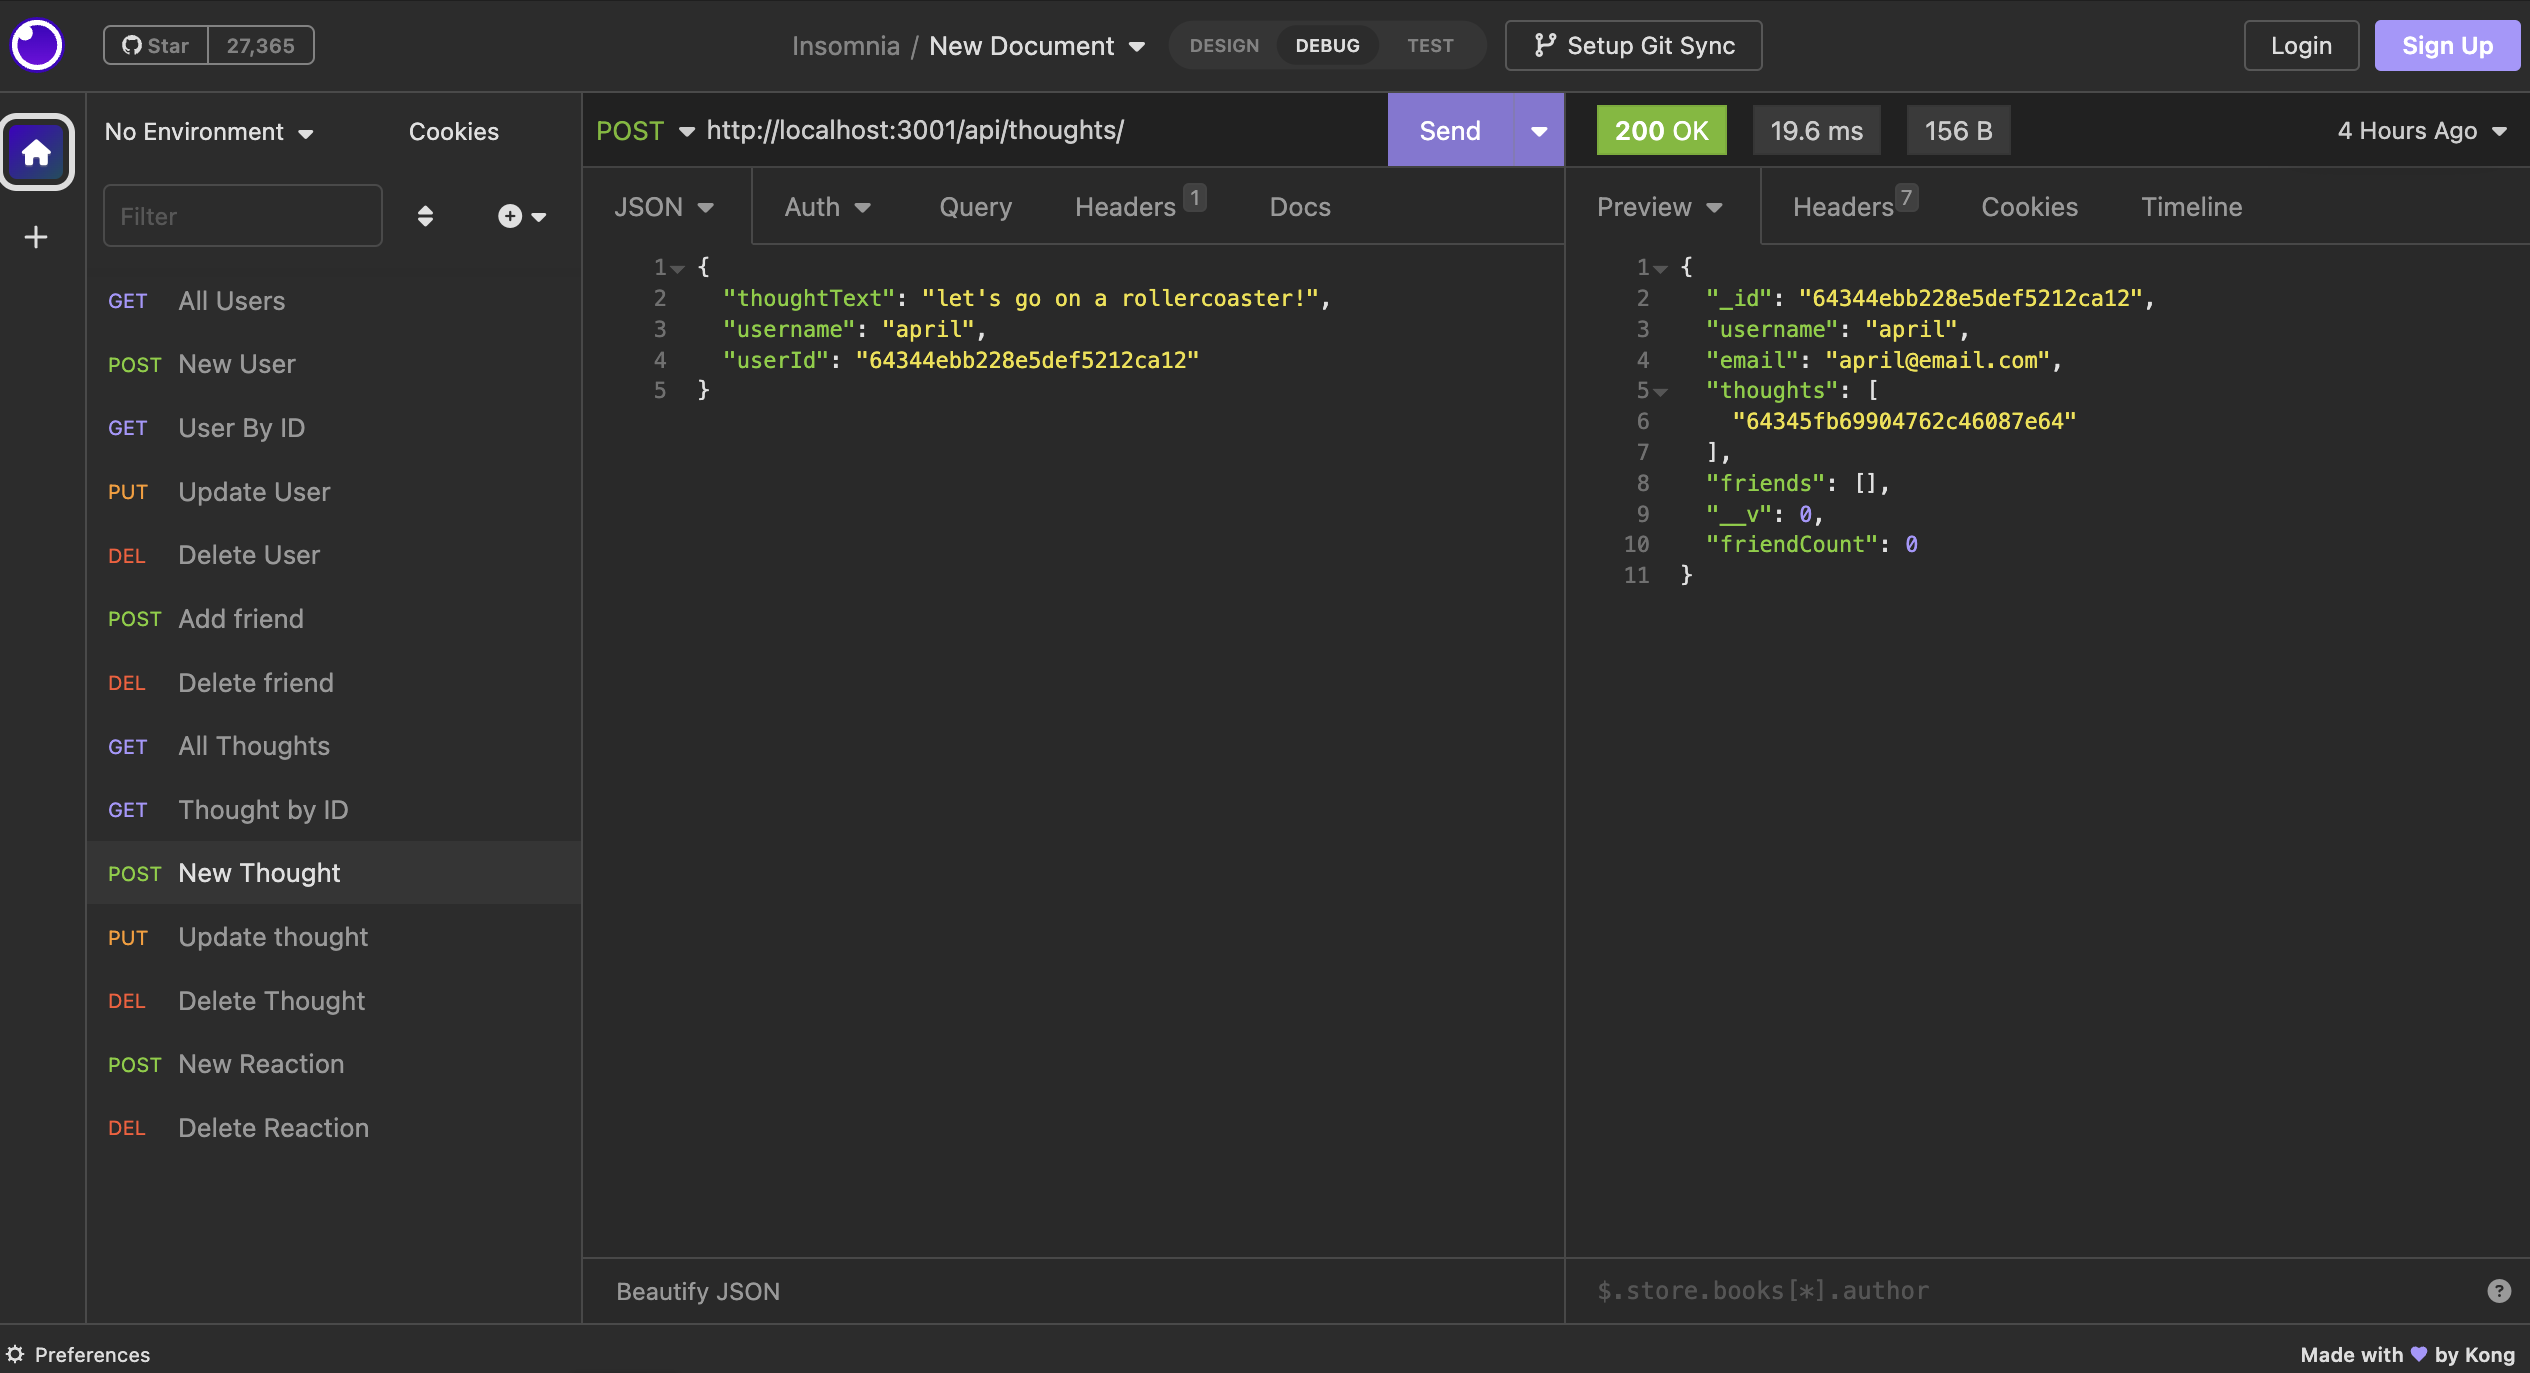 Star 27,365
Insomnia / New Document
DESIGN DEBUG TEST
Setup Git Sync
Login
Sign Up
No Environment
Cookies
Filter
GET All Users
POST New User
GET User By ID
PUT Update User
DEL Delete User
POST Add friend
DEL Delete friend
GET All Thoughts
GET Thought by ID
POST New Thought
PUT Update thought
DEL Delete Thought
POST New Reaction
DEL Delete Reaction
POST http://localhost:3001/api/thoughts/
Send
JSON Auth Query Headers 1 Docs
1 {
2 "thoughtText": "let's go on a rollercoaster!",
3 "username": "april",
4 "userId": "64344ebb228e5def5212ca12"
5 }
Beautify JSON
200 OK 19.6 ms 156 B 4 Hours Ago
Preview Headers 7 Cookies Timeline
1 {
2 "_id": "64344ebb228e5def5212ca12",
3 "username": "april",
4 "email": "april@email.com",
5 "thoughts": [
6 "64345fb69904762c46087e64"
7 ],
8 "friends": [],
9 "__v": 0,
10 "friendCount": 0
11 }
$.store.books[*].author
?
Preferences
Made with 💜 by Kong